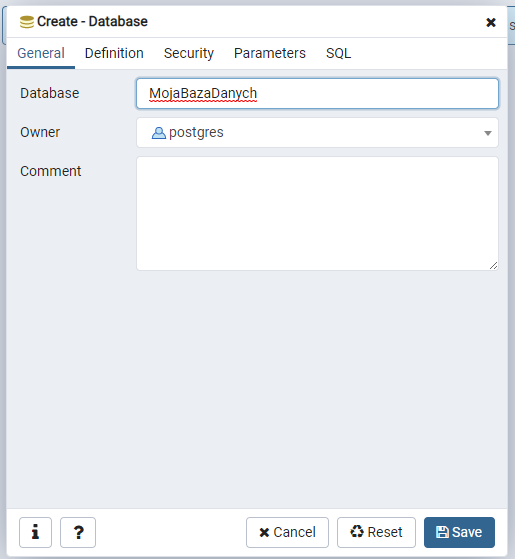 Create - Database
General Definition Security Parameters SQL
Database MojaBazaDanych
Owner postgres
Comment
i ? Cancel Reset Save